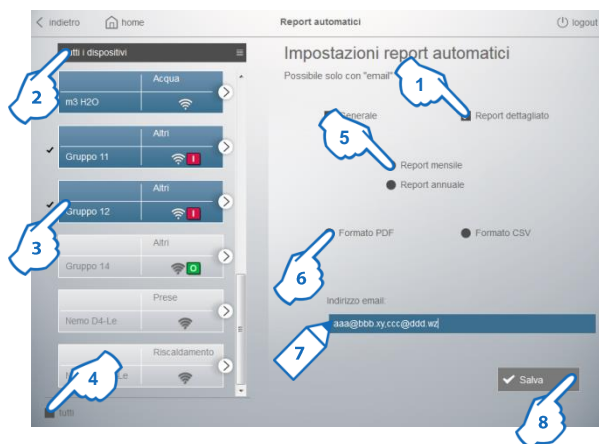 indietro
home
Report automatici
logout
Tutti i dispositivi
Impostazioni report automatici
Possibile solo con "email"
1
2
Acqua
m3 H2O
Generale
Report dettagliato
5
Altri
Gruppo 11
I
Report mensile
Report annuale
Altri
Gruppo 12
I
3
Formato PDF
Formato CSV
Altri
Gruppo 14
O
6
Prese
Nemo D4-Le
Indirizzo email:
aaa@bbb.xy,ccc@ddd.wz
7
Riscaldamento
4
Salva
tutti
8